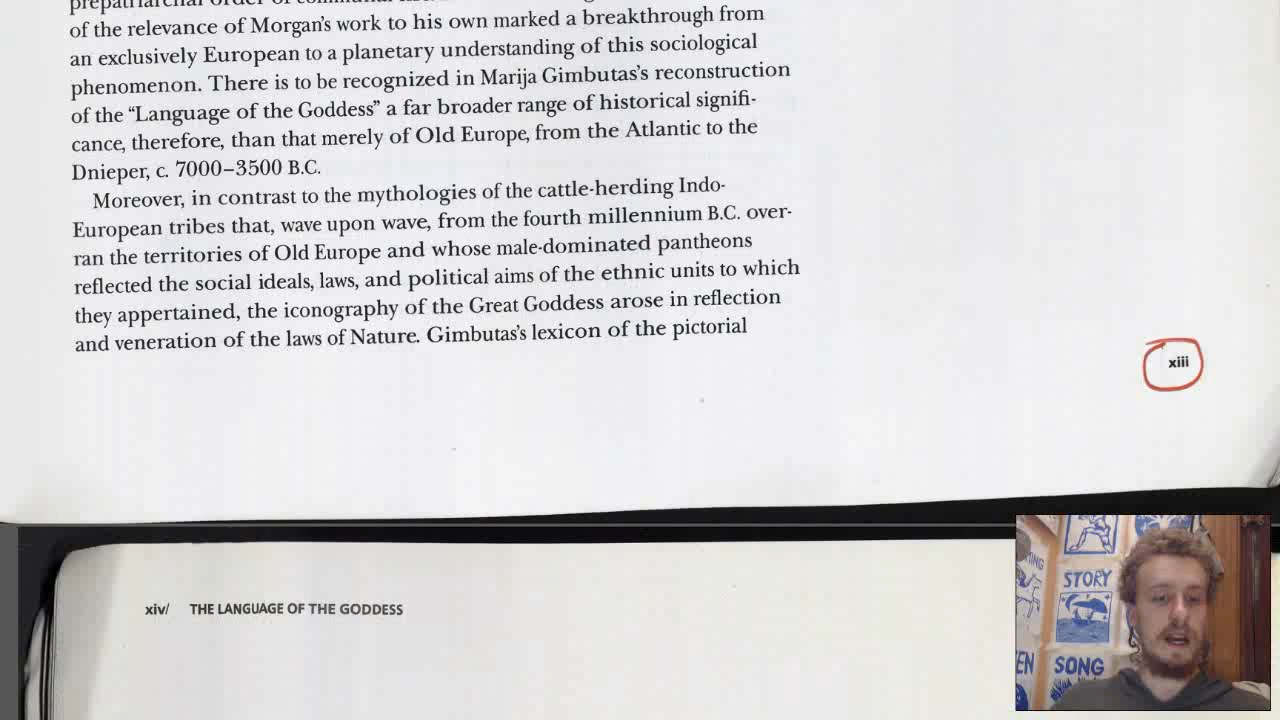 prepatriarchal order of communal
of the relevance of Morgan's work to his own marked a breakthrough from
an exclusively European to a planetary understanding of this sociological
phenomenon. There is to be recognized in Marija Gimbutas's reconstruction
of the “Language of the Goddess” a far broader range of historical signifi-
cance, therefore, than that merely of Old Europe, from the Atlantic to the
Dnieper, c. 7000–3500 B.C.
Moreover, in contrast to the mythologies of the cattle-herding Indo-
European tribes that, wave upon wave, from the fourth millennium B.C. over-
ran the territories of Old Europe and whose male-dominated pantheons
reflected the social ideals, laws, and political aims of the ethnic units to which
they appertained, the iconography of the Great Goddess arose in reflection
and veneration of the laws of Nature. Gimbutas's lexicon of the pictorial
xiii
xiv/ THE LANGUAGE OF THE GODDESS
STORY
SONG